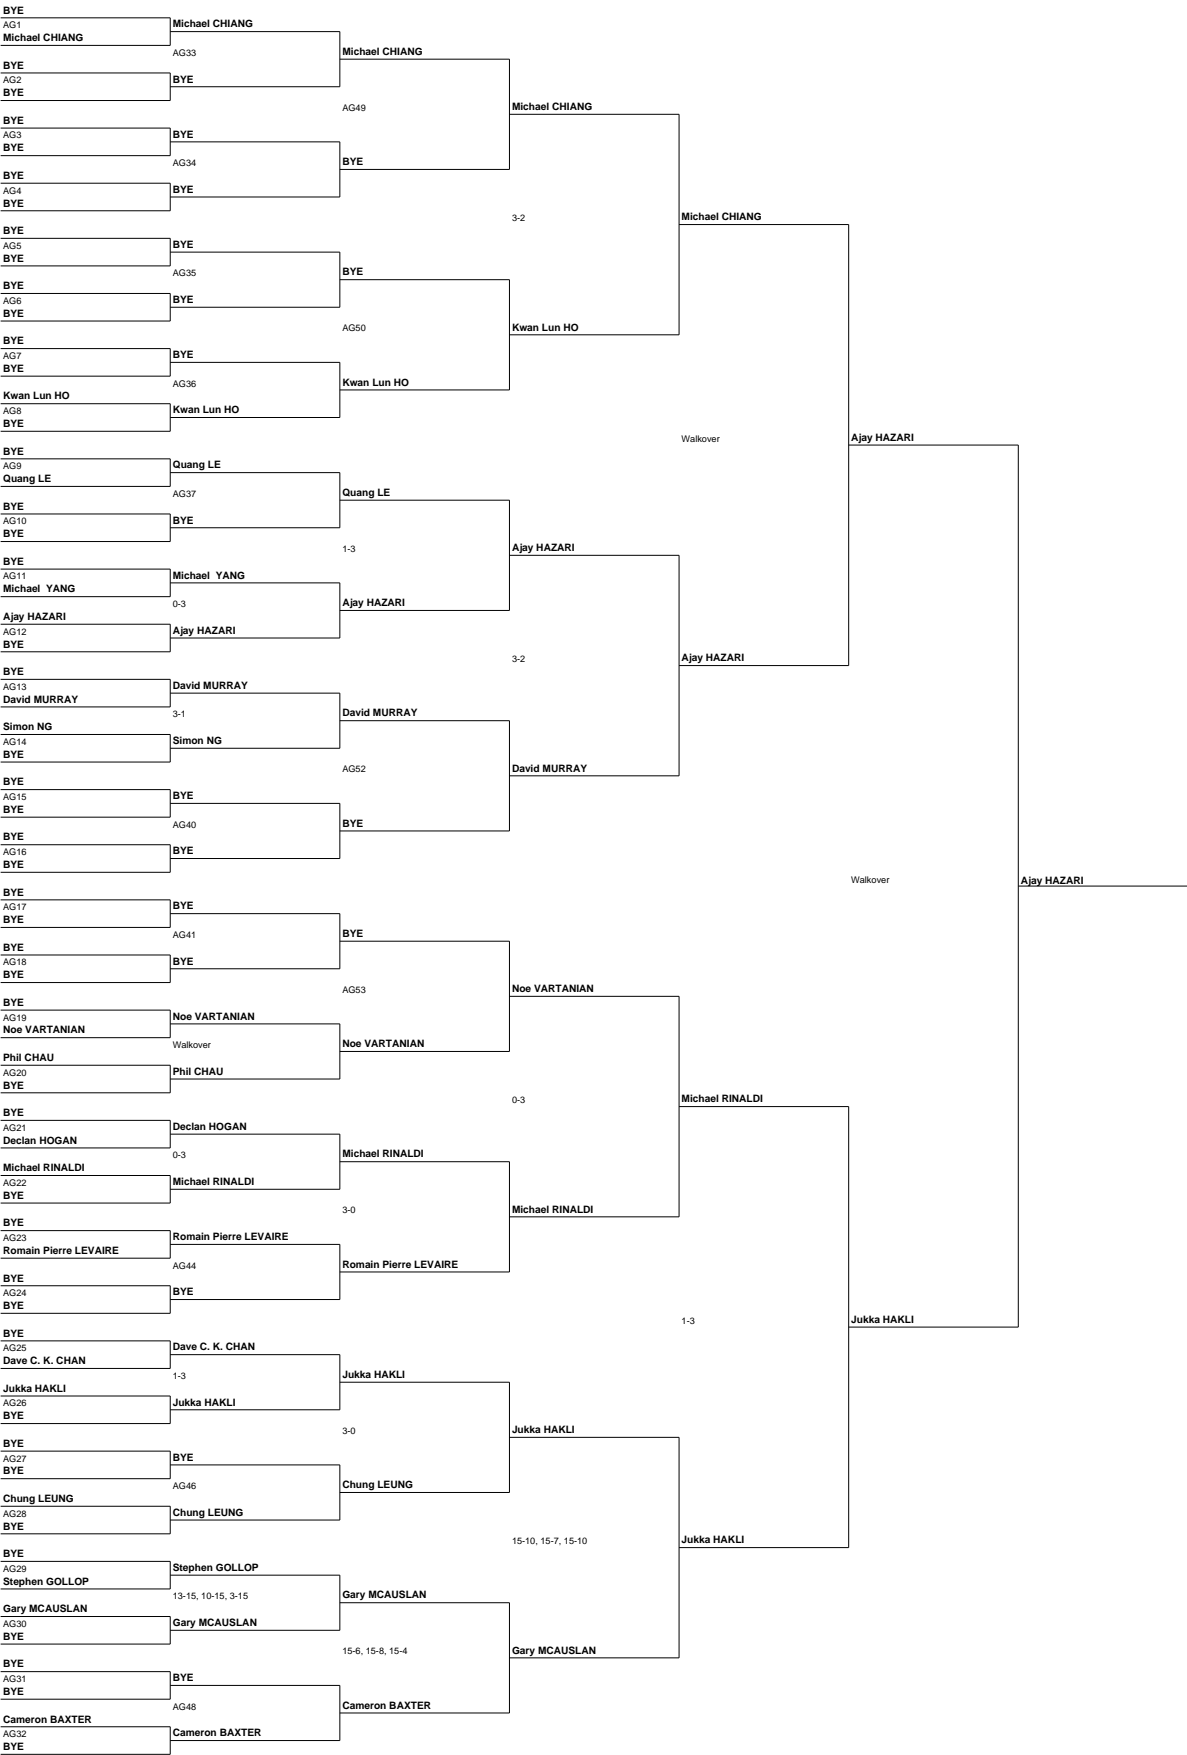 BYE
AG1
Michael CHIANG
Michael CHIANG
AG33
Michael CHIANG
BYE
AG2
BYE
BYE
AG49
Michael CHIANG
BYE
AG3
BYE
BYE
AG34
BYE
BYE
AG4
BYE
BYE
3-2
Michael CHIANG
BYE
AG5
BYE
BYE
AG35
BYE
BYE
AG6
BYE
BYE
AG50
Kwan Lun HO
BYE
AG7
BYE
BYE
AG36
Kwan Lun HO
Kwan Lun HO
AG8
BYE
Kwan Lun HO
Walkover
Ajay HAZARI
BYE
AG9
Quang LE
Quang LE
AG37
Quang LE
BYE
AG10
BYE
BYE
1-3
Ajay HAZARI
BYE
AG11
Michael  YANG
Michael  YANG
0-3
Ajay HAZARI
Ajay HAZARI
AG12
BYE
Ajay HAZARI
3-2
Ajay HAZARI
BYE
AG13
David MURRAY
David MURRAY
3-1
David MURRAY
Simon NG
AG14
BYE
Simon NG
AG52
David MURRAY
BYE
AG15
BYE
BYE
AG40
BYE
BYE
AG16
BYE
BYE
Walkover
Ajay HAZARI
BYE
AG17
BYE
BYE
AG41
BYE
BYE
AG18
BYE
BYE
AG53
Noe VARTANIAN
BYE
AG19
Noe VARTANIAN
Noe VARTANIAN
Walkover
Noe VARTANIAN
Phil CHAU
AG20
BYE
Phil CHAU
0-3
Michael RINALDI
BYE
AG21
Declan HOGAN
Declan HOGAN
0-3
Michael RINALDI
Michael RINALDI
AG22
BYE
Michael RINALDI
3-0
Michael RINALDI
BYE
AG23
Romain Pierre LEVAIRE
Romain Pierre LEVAIRE
AG44
Romain Pierre LEVAIRE
BYE
AG24
BYE
BYE
1-3
Jukka HAKLI
BYE
AG25
Dave C. K. CHAN
Dave C. K. CHAN
1-3
Jukka HAKLI
Jukka HAKLI
AG26
BYE
Jukka HAKLI
3-0
Jukka HAKLI
BYE
AG27
BYE
BYE
AG46
Chung LEUNG
Chung LEUNG
AG28
BYE
Chung LEUNG
15-10, 15-7, 15-10
Jukka HAKLI
BYE
AG29
Stephen GOLLOP
Stephen GOLLOP
13-15, 10-15, 3-15
Gary MCAUSLAN
Gary MCAUSLAN
AG30
BYE
Gary MCAUSLAN
15-6, 15-8, 15-4
Gary MCAUSLAN
BYE
AG31
BYE
BYE
AG48
Cameron BAXTER
Cameron BAXTER
AG32
BYE
Cameron BAXTER